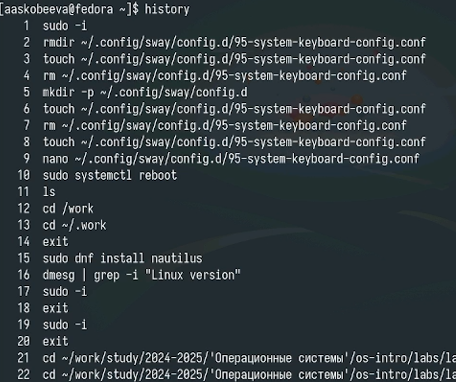 [aaskobeeva@fedora ~]$ history
1 sudo -i
2 rmdir ~/.config/sway/config.d/95-system-keyboard-config.conf
3 touch ~/.config/sway/config.d/95-system-keyboard-config.conf
4 rm ~/.config/sway/config.d/95-system-keyboard-config.conf
5 mkdir -p ~/.config/sway/config.d
6 touch ~/.config/sway/config.d/95-system-keyboard-config.conf
7 rm ~/.config/sway/config.d/95-system-keyboard-config.conf
8 touch ~/.config/sway/config.d/95-system-keyboard-config.conf
9 nano ~/.config/sway/config.d/95-system-keyboard-config.conf
10 sudo systemctl reboot
11 ls
12 cd /work
13 cd ~/.work
14 exit
15 sudo dnf install nautilus
16 dmesg | grep -i "Linux version"
17 sudo -i
18 exit
19 sudo -i
20 exit
21 cd ~/work/study/2024-2025/'Операционные системы'/os-intro/labs/la
22 cd ~/work/study/2024-2025/'Операционные системы'/os-intro/labs/la